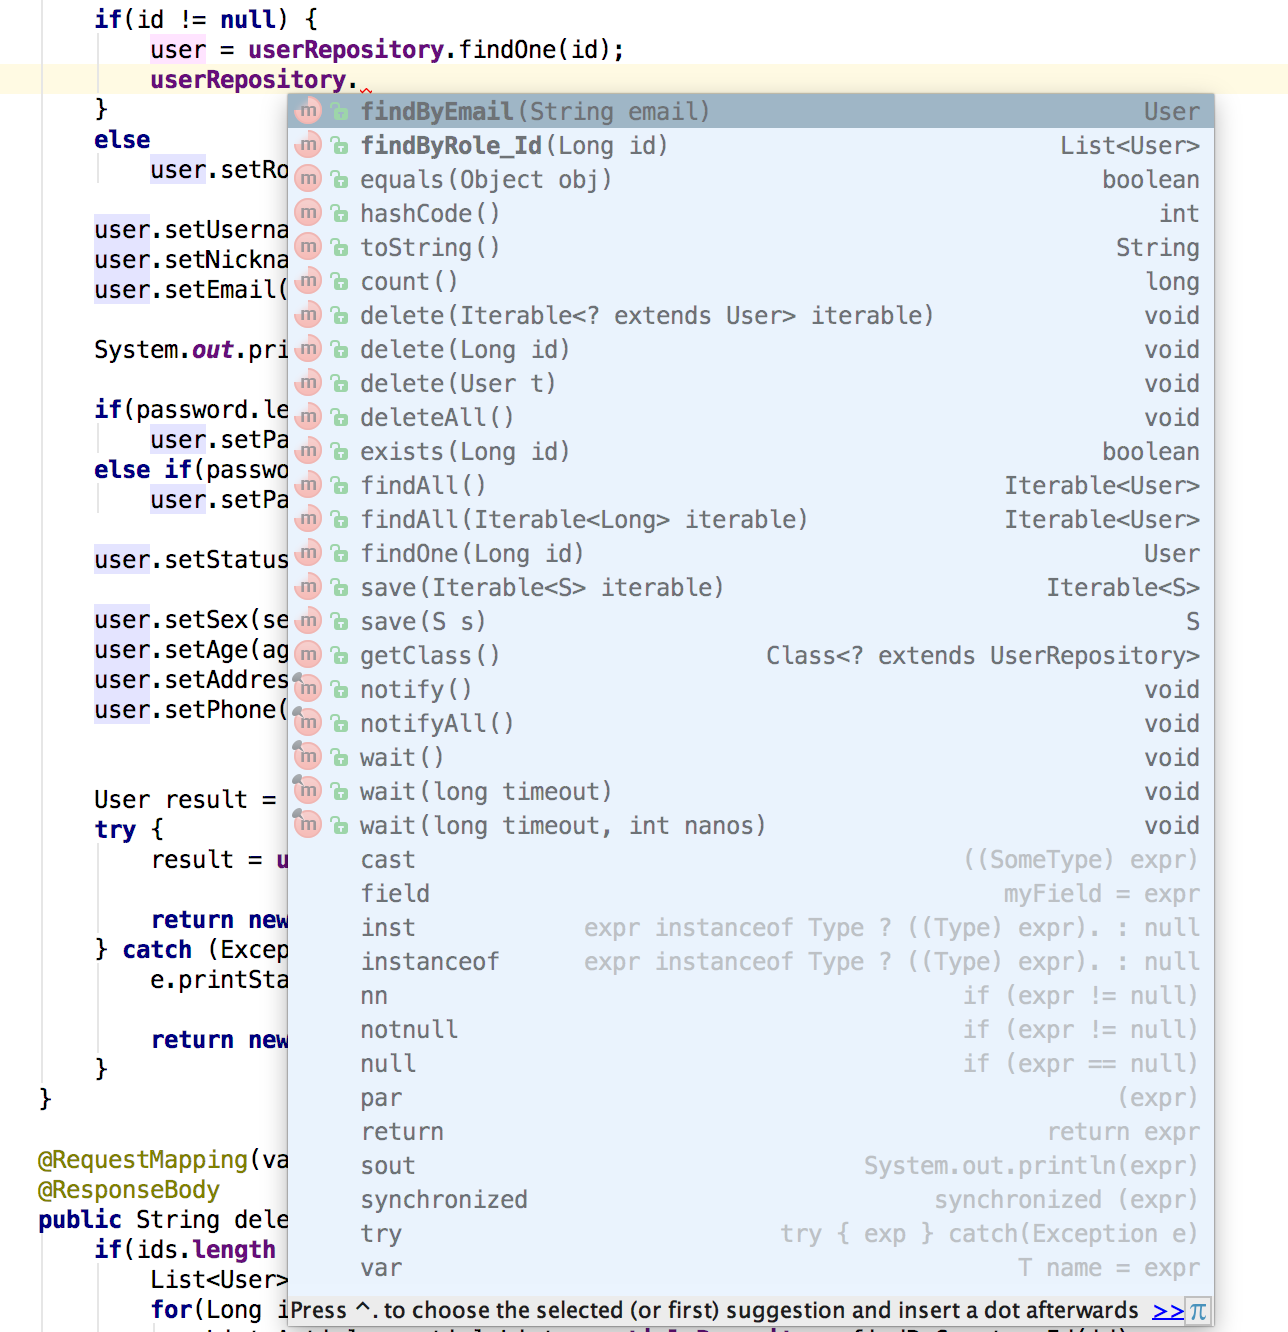 if(id != null) {
user = userRepository.findOne(id);
userRepository.
}
else
user.setRo
user.setUserna
user.setNickna
user.setEmail(
System.out.pri
if(password.le
user.setPa
else if(passwo
user.setPa
user.setStatus
user.setSex(se
user.setAge(ag
user.setAddres
user.setPhone(
User result =
try {
result = u
return new
} catch (Excep
e.printSta
return new
}
}
@RequestMapping(va
@ResponseBody
public String dele
if(ids.length
List<User>
for(Long i
m findByEmail(String email) User
m findByRole_Id(Long id) List<User>
m equals(Object obj) boolean
m hashCode() int
m toString() String
m count() long
m delete(Iterable<? extends User> iterable) void
m delete(Long id) void
m delete(User t) void
m deleteAll() void
m exists(Long id) boolean
m findAll() Iterable<User>
m findAll(Iterable<Long> iterable) Iterable<User>
m findOne(Long id) User
m save(Iterable<S> iterable) Iterable<S>
m save(S s) S
m getClass() Class<? extends UserRepository>
m notify() void
m notifyAll() void
m wait() void
m wait(long timeout) void
m wait(long timeout, int nanos) void
cast ((SomeType) expr)
field myField = expr
inst expr instanceof Type ? ((Type) expr). : null
instanceof expr instanceof Type ? ((Type) expr). : null
nn if (expr != null)
notnull if (expr != null)
null if (expr == null)
par (expr)
return return expr
sout System.out.println(expr)
synchronized synchronized (expr)
try try { exp } catch(Exception e)
var T name = expr
Press ^. to choose the selected (or first) suggestion and insert a dot afterwards >> π